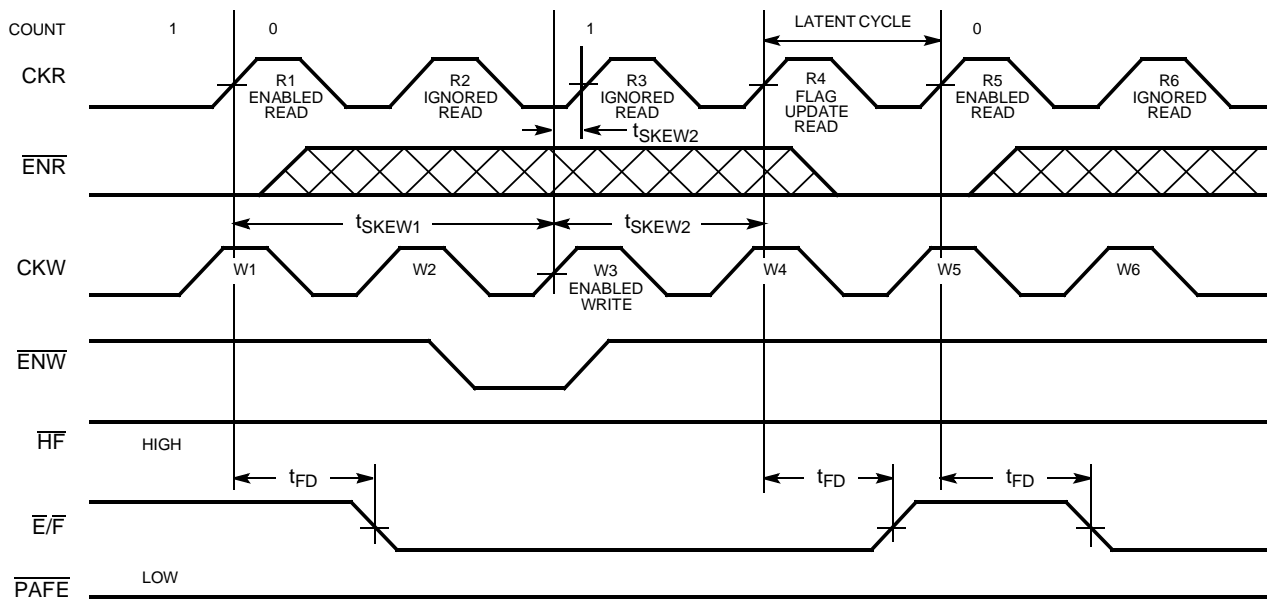 COUNT 1 0 1 LATENT CYCLE 0
CKR
R1 ENABLED READ
R2 IGNORED READ
R3 IGNORED READ
R4 FLAG UPDATE READ
R5 ENABLED READ
R6 IGNORED READ
tSKEW2
ENR
tSKEW1 tSKEW2
CKW
W1 W2 W3 ENABLED WRITE W4 W5 W6
ENW
HF HIGH
tFD tFD tFD
E/F
PAFE LOW